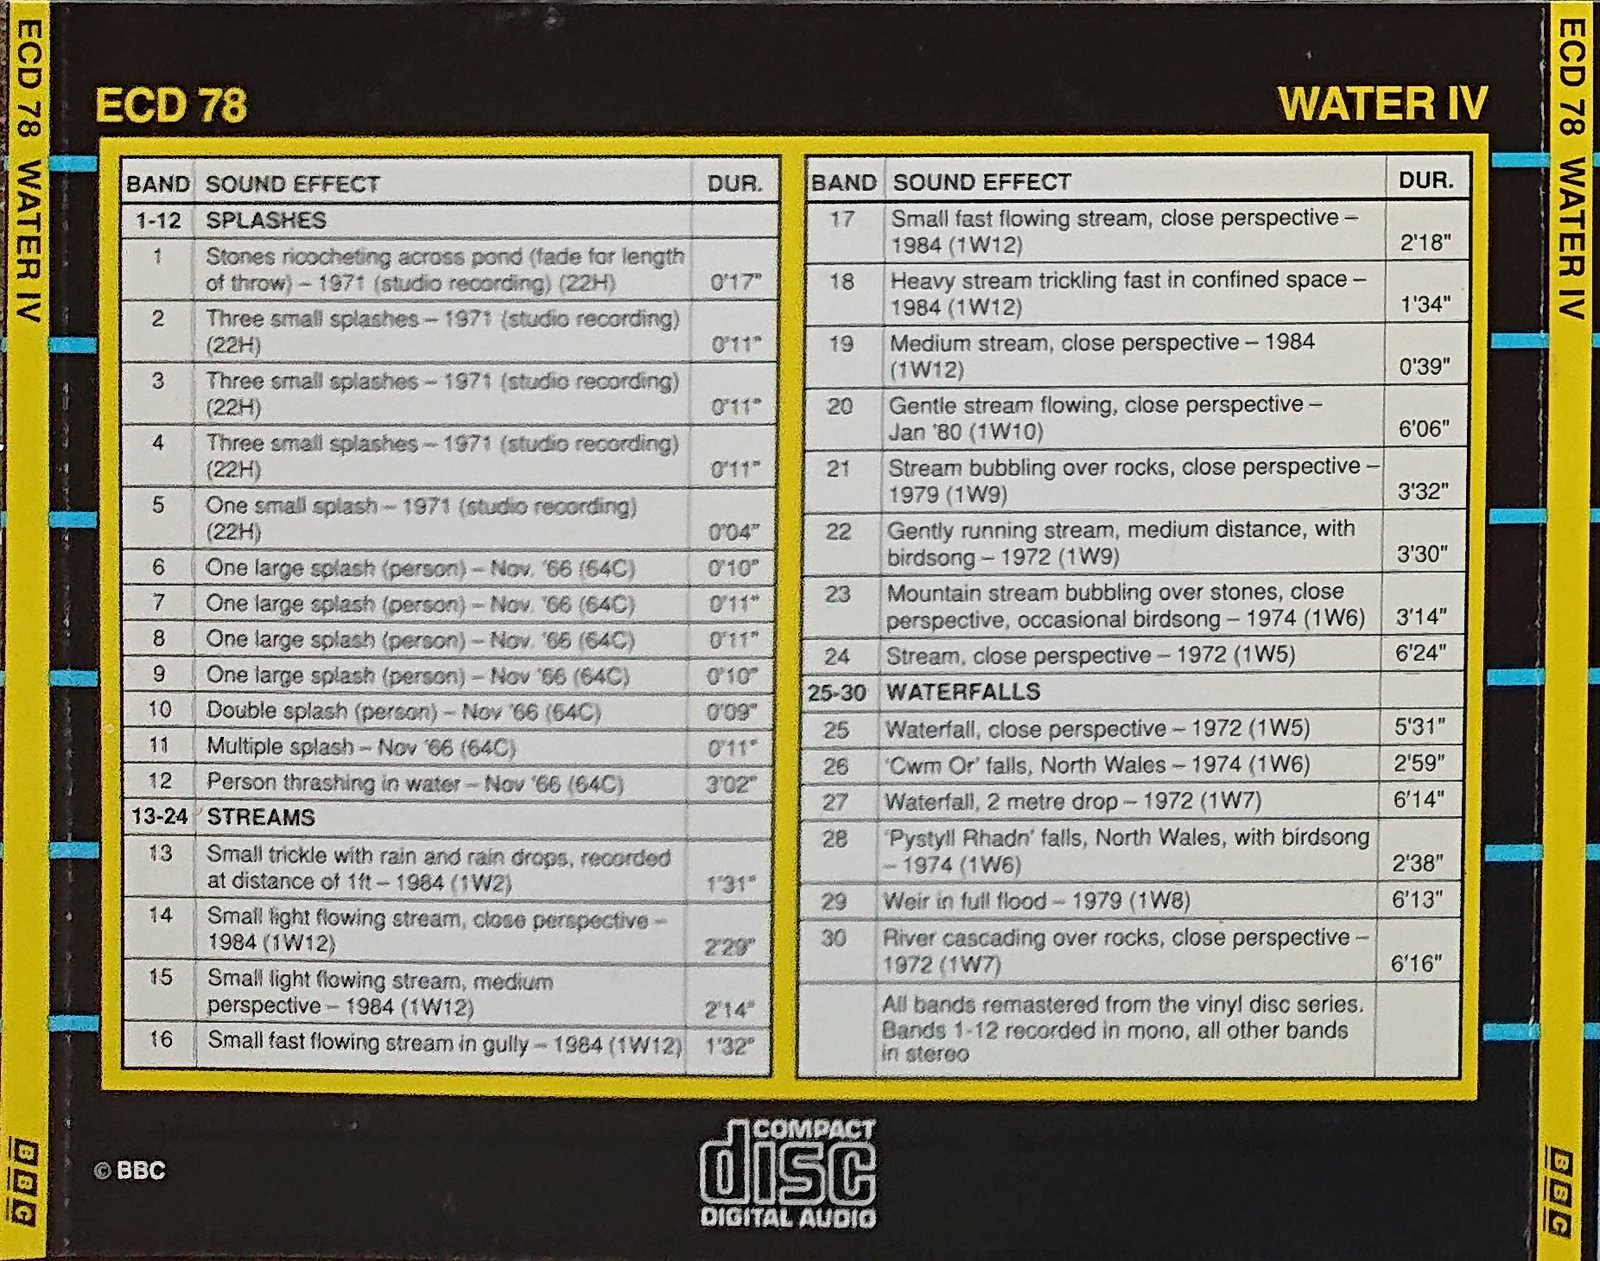 ECD 78 WATER IV
BBC
ECD 78
WATER IV
BAND SOUND EFFECT DUR.
1-12 SPLASHES
1 Stones ricocheting across pond (fade for length
of throw) – 1971 (studio recording) (22H) 0'17"
2 Three small splashes – 1971 (studio recording)
(22H) 0'11"
3 Three small splashes – 1971 (studio recording)
(22H) 0'11"
4 Three small splashes – 1971 (studio recording)
(22H) 0'11"
5 One small splash – 1971 (studio recording)
(22H) 0'04"
6 One large splash (person) – Nov. '66 (64C) 0'10"
7 One large splash (person) – Nov. '66 (64C) 0'11"
8 One large splash (person) – Nov. '66 (64C) 0'11"
9 One large splash (person) – Nov '66 (64C) 0'10"
10 Double splash (person) – Nov '66 (64C) 0'09"
11 Multiple splash – Nov '66 (64C) 0'11"
12 Person thrashing in water – Nov '66 (64C) 3'02"
13-24 STREAMS
13 Small trickle with rain and rain drops, recorded
at distance of 1ft – 1984 (1W2) 1'31"
14 Small light flowing stream, close perspective –
1984 (1W12) 2'29"
15 Small light flowing stream, medium
perspective – 1984 (1W12) 2'14"
16 Small fast flowing stream in gully – 1984 (1W12) 1'32"
BAND SOUND EFFECT DUR.
17 Small fast flowing stream, close perspective –
1984 (1W12) 2'18"
18 Heavy stream trickling fast in confined space –
1984 (1W12) 1'34"
19 Medium stream, close perspective – 1984
(1W12) 0'39"
20 Gentle stream flowing, close perspective –
Jan '80 (1W10) 6'06"
21 Stream bubbling over rocks, close perspective –
1979 (1W9) 3'32"
22 Gently running stream, medium distance, with
birdsong – 1972 (1W9) 3'30"
23 Mountain stream bubbling over stones, close
perspective, occasional birdsong – 1974 (1W6) 3'14"
24 Stream, close perspective – 1972 (1W5) 6'24"
25-30 WATERFALLS
25 Waterfall, close perspective – 1972 (1W5) 5'31"
26 'Cwm Or' falls, North Wales – 1974 (1W6) 2'59"
27 Waterfall, 2 metre drop – 1972 (1W7) 6'14"
28 'Pystyll Rhadn' falls, North Wales, with birdsong
– 1974 (1W6) 2'38"
29 Weir in full flood – 1979 (1W8) 6'13"
30 River cascading over rocks, close perspective –
1972 (1W7) 6'16"
All bands remastered from the vinyl disc series.
Bands 1-12 recorded in mono, all other bands
in stereo
© BBC
COMPACT
disc
DIGITAL AUDIO
ECD 78 WATER IV
BBC